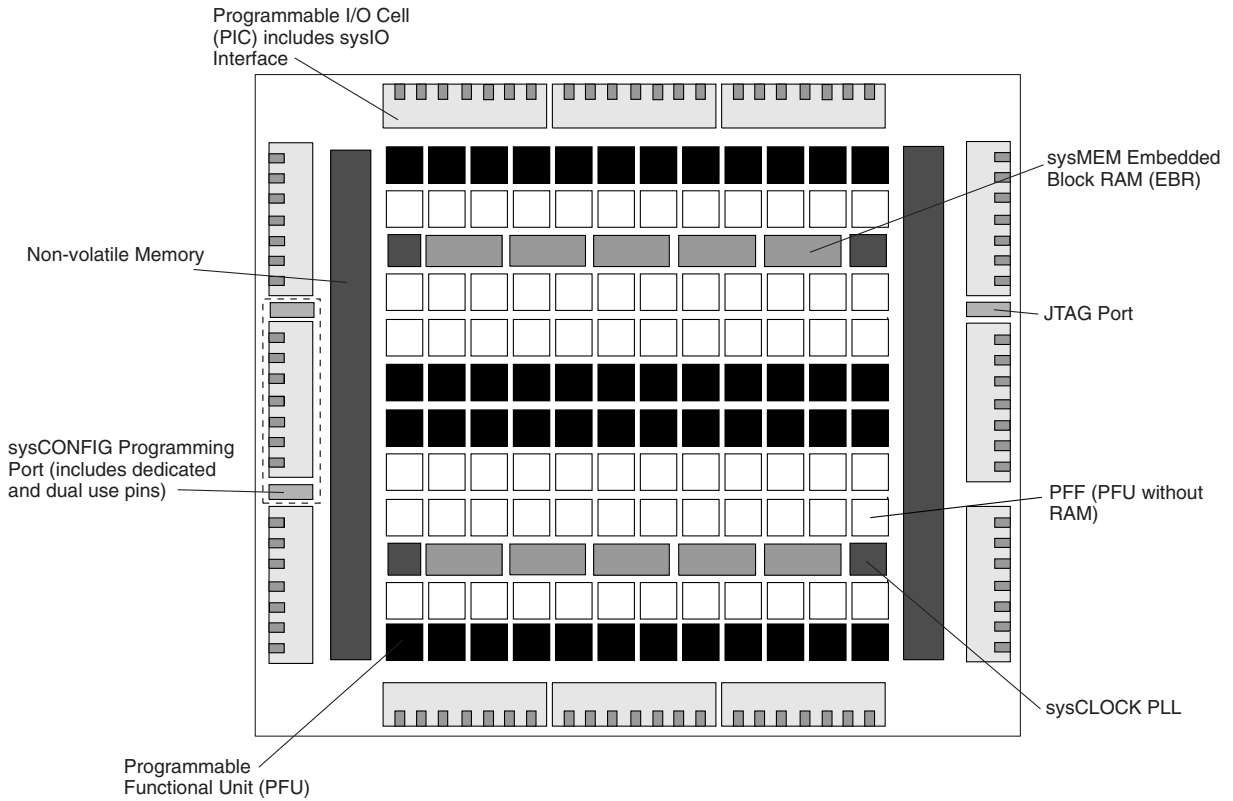 Programmable I/O Cell
(PIC) includes sysIO
Interface
sysMEM Embedded
Block RAM (EBR)
Non-volatile Memory
JTAG Port
sysCONFIG Programming
Port (includes dedicated
and dual use pins)
PFF (PFU without
RAM)
sysCLOCK PLL
Programmable
Functional Unit (PFU)